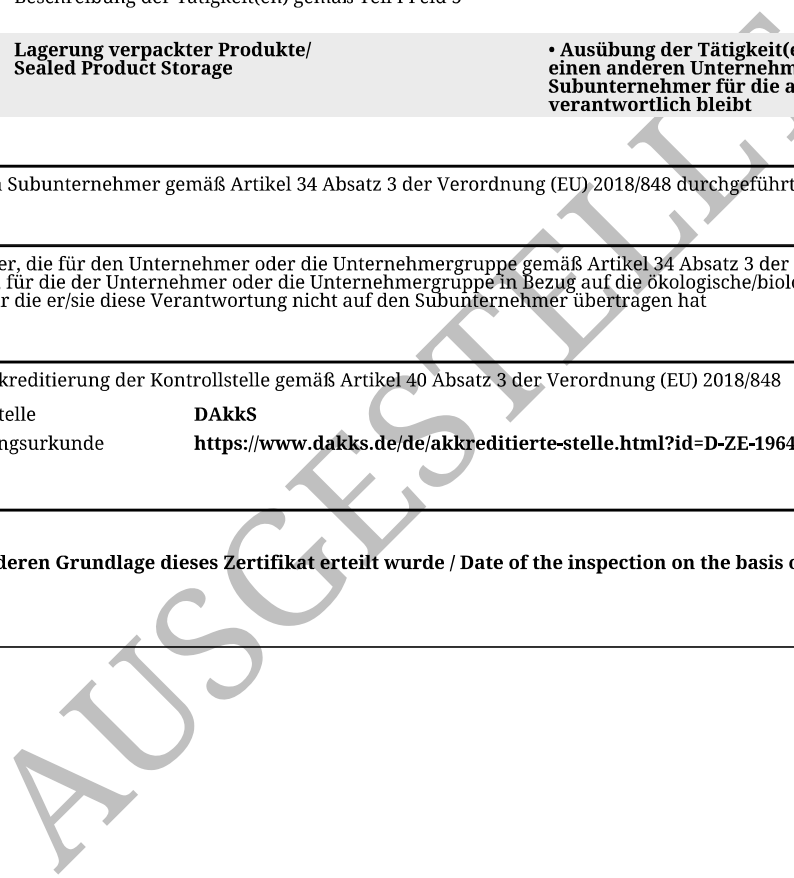 Beschreibung der Tätigkeit(en) gemäß Teil I Feld 5
Lagerung verpackter Produkte/
Sealed Product Storage
• Ausübung der Tätigkeit(e
einen anderen Unternehm
Subunternehmer für die a
verantwortlich bleibt
Subunternehmer gemäß Artikel 34 Absatz 3 der Verordnung (EU) 2018/848 durchgeführt
er, die für den Unternehmer oder die Unternehmergruppe gemäß Artikel 34 Absatz 3 der
für die der Unternehmer oder die Unternehmergruppe in Bezug auf die ökologische/biolo
r die er/sie diese Verantwortung nicht auf den Subunternehmer übertragen hat
kreditierung der Kontrollstelle gemäß Artikel 40 Absatz 3 der Verordnung (EU) 2018/848
telle
DAkkS
ngsurkunde
https://www.dakks.de/de/akkreditierte-stelle.html?id=D-ZE-1964
deren Grundlage dieses Zertifikat erteilt wurde / Date of the inspection on the basis o
AUSGESTELL